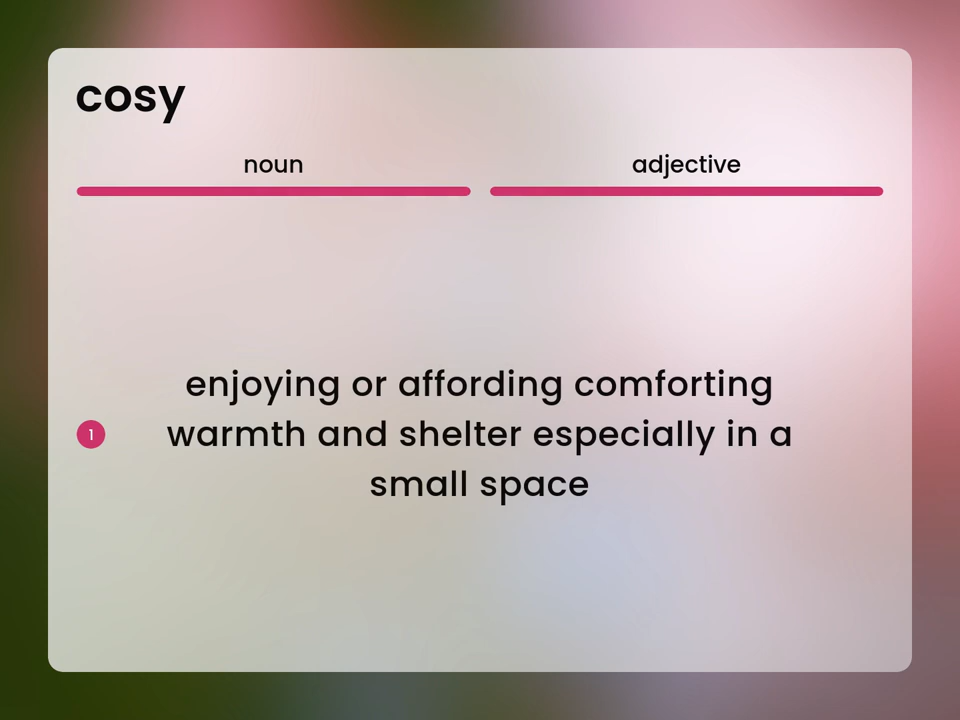 cosy
noun
adjective
1
enjoying or affording comforting
warmth and shelter especially in a
small space